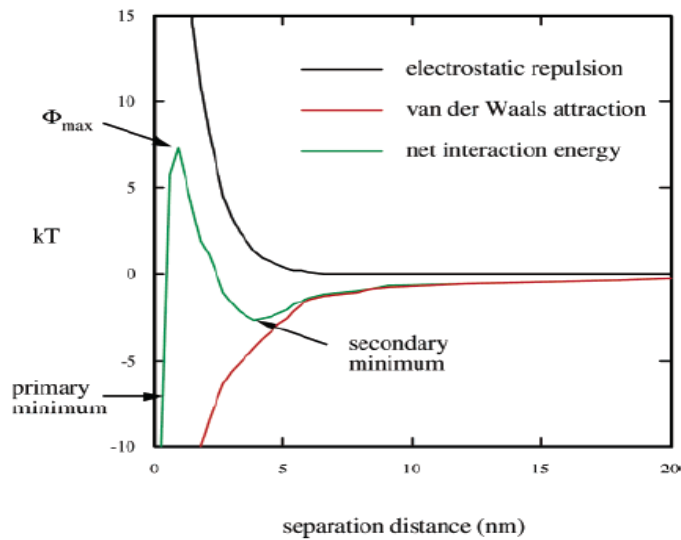 15
electrostatic repulsion
van der Waals attraction
10
Φmax
net interaction energy
5
kT
0
secondary
minimum
-5
primary
minimum
-10
0
5
10
15
20
separation distance (nm)